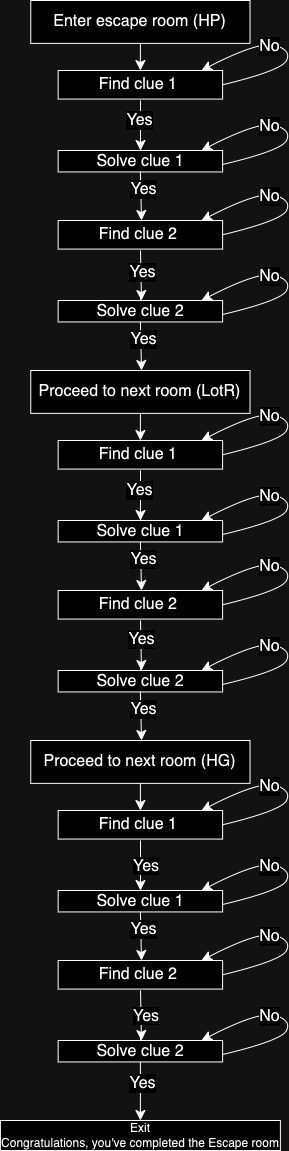 Enter escape room (HP)
No
Find clue 1
Yes
No
Solve clue 1
Yes
No
Find clue 2
Yes
No
Solve clue 2
Yes
Proceed to next room (LotR)
No
Find clue 1
Yes
No
Solve clue 1
Yes
No
Find clue 2
Yes
No
Solve clue 2
Yes
Proceed to next room (HG)
No
Find clue 1
Yes
No
Solve clue 1
Yes
No
Find clue 2
Yes
No
Solve clue 2
Yes
Exit
Congratulations, you've completed the Escape room